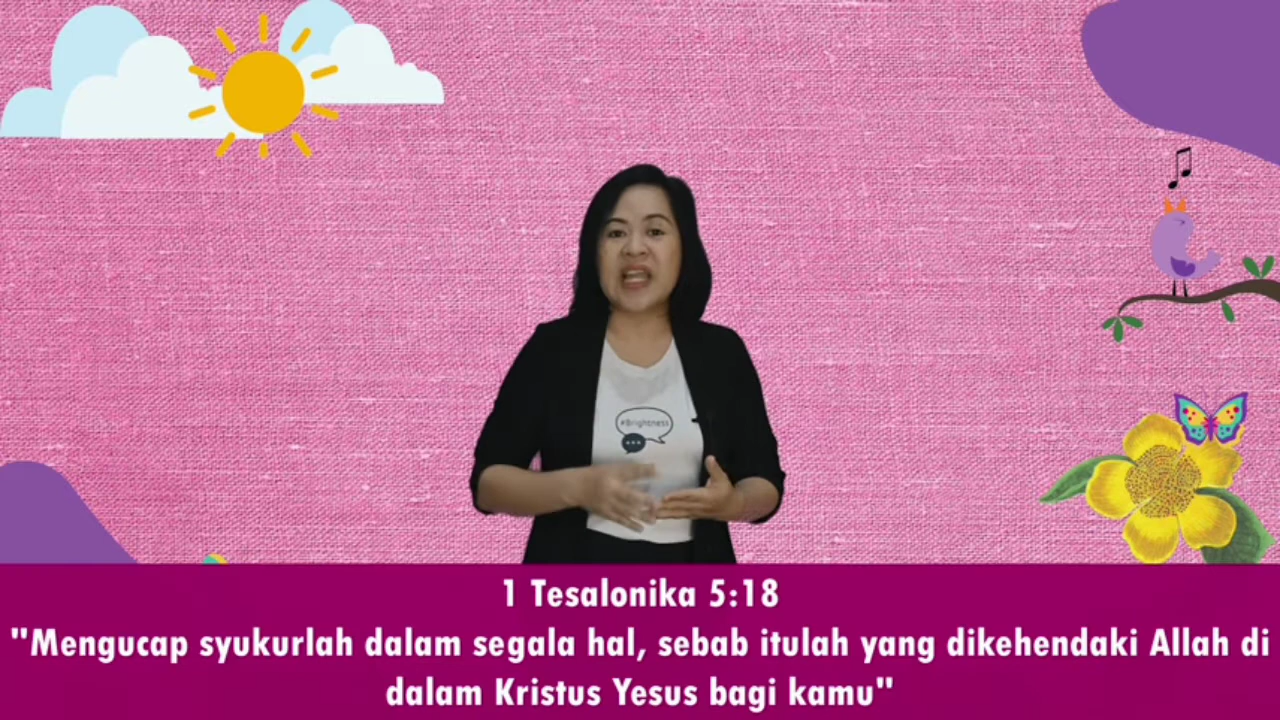 #Brightness
1 Tesalonika 5:18
"Mengucap syukurlah dalam segala hal, sebab itulah yang dikehendaki Allah di
dalam Kristus Yesus bagi kamu"